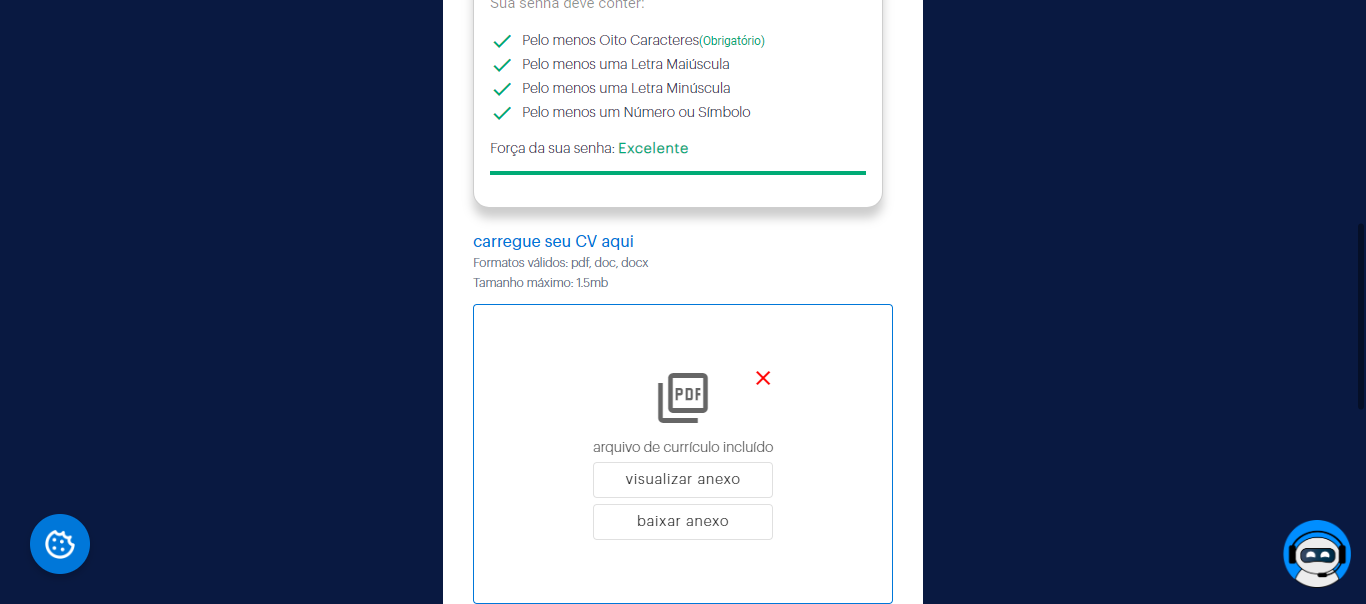 Sua senha deve conter:
Pelo menos Oito Caracteres(Obrigatório)
Pelo menos uma Letra Maiúscula
Pelo menos uma Letra Minúscula
Pelo menos um Número ou Símbolo
Força da sua senha: Excelente
carregue seu CV aqui
Formatos válidos: pdf, doc, docx
Tamanho máximo: 1.5mb
PDF
arquivo de currículo incluído
visualizar anexo
baixar anexo